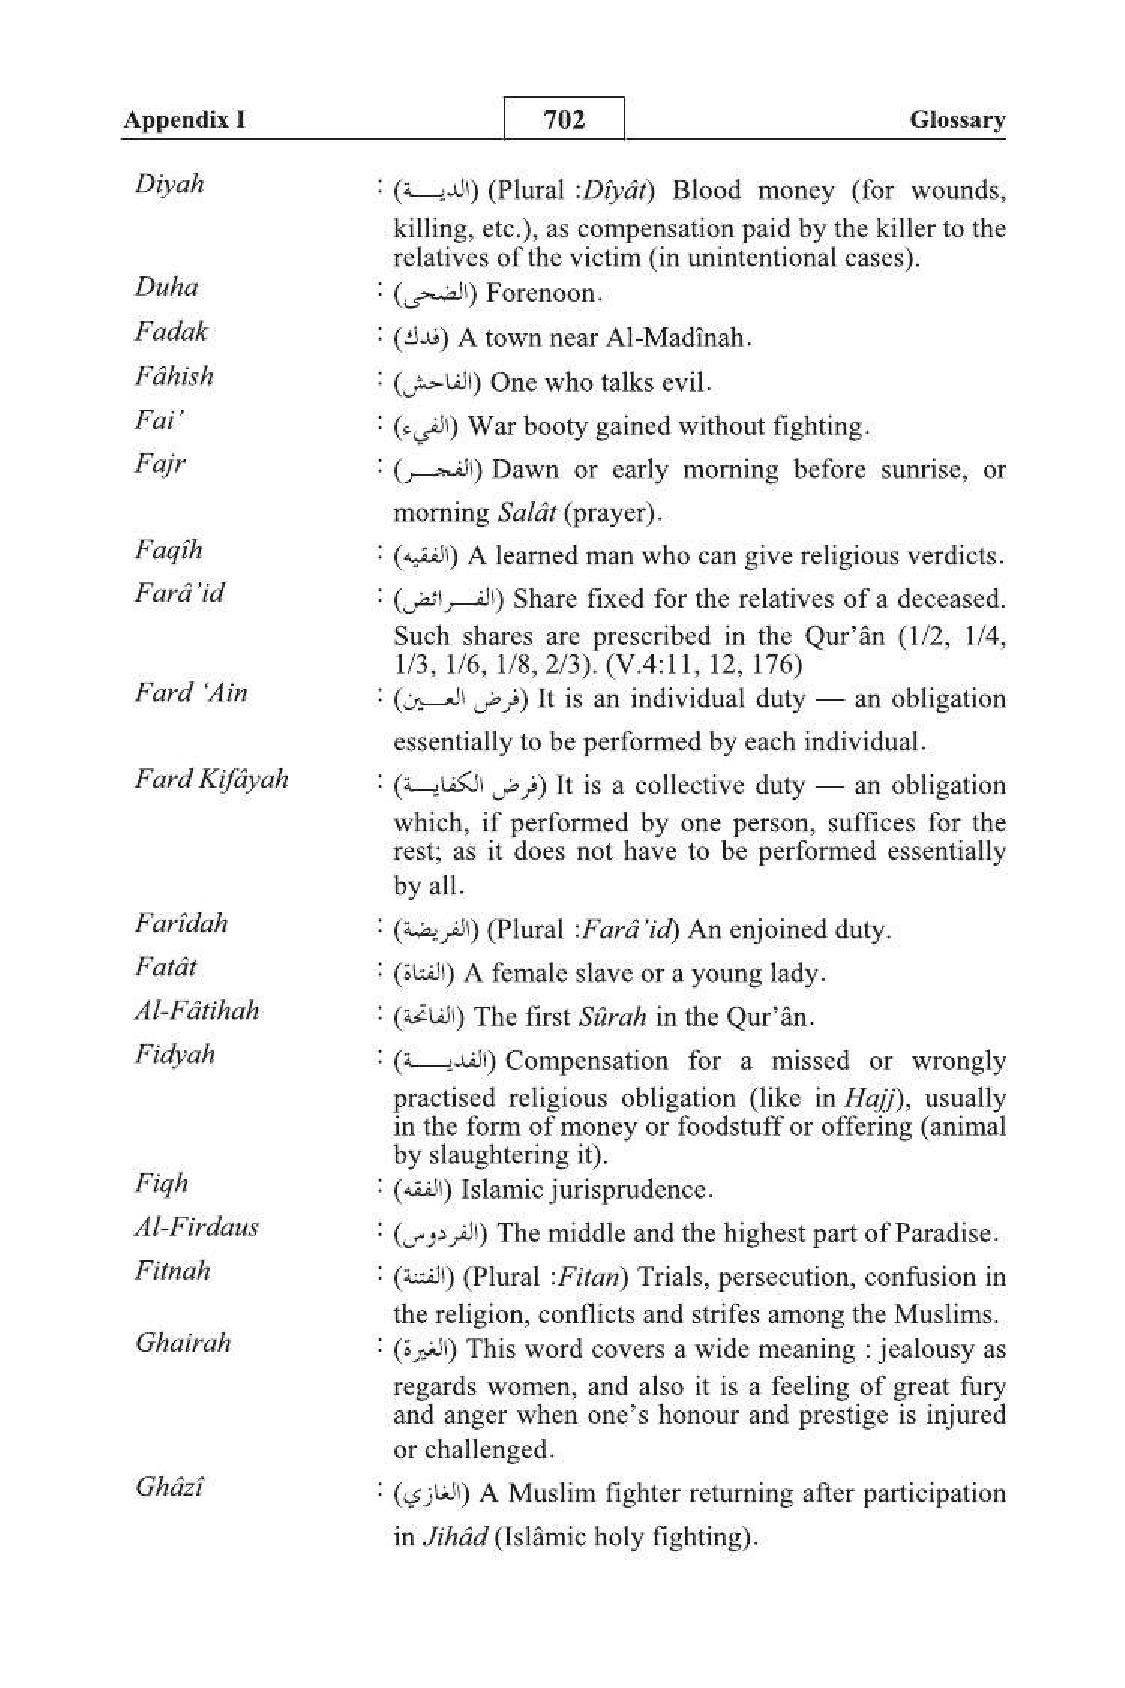 Appendix I 702 Glossary
Diyah : (الديـــة) (Plural :Dîyât) Blood money (for wounds,
killing, etc.), as compensation paid by the killer to the
relatives of the victim (in unintentional cases).
Duha : (الضحى) Forenoon.
Fadak : (فدك) A town near Al-Madînah.
Fâhish : (الفاحش) One who talks evil.
Fai’ : (الفيء) War booty gained without fighting.
Fajr : (الفجـــر) Dawn or early morning before sunrise, or
morning Salât (prayer).
Faqîh : (الفقيه) A learned man who can give religious verdicts.
Farâ’id : (الفـــرائض) Share fixed for the relatives of a deceased.
Such shares are prescribed in the Qur’ân (1/2, 1/4,
1/3, 1/6, 1/8, 2/3). (V.4:11, 12, 176)
Fard ‘Ain : (فرض العـــين) It is an individual duty — an obligation
essentially to be performed by each individual.
Fard Kifâyah : (فرض الكفايـــة) It is a collective duty — an obligation
which, if performed by one person, suffices for the
rest; as it does not have to be performed essentially
by all.
Farîdah : (الفريضة) (Plural :Farâ’id) An enjoined duty.
Fatât : (الفتاة) A female slave or a young lady.
Al-Fâtihah : (الفاتحة) The first Sûrah in the Qur’ân.
Fidyah : (الفديـــة) Compensation for a missed or wrongly
practised religious obligation (like in Hajj), usually
in the form of money or foodstuff or offering (animal
by slaughtering it).
Fiqh : (الفقه) Islamic jurisprudence.
Al-Firdaus : (الفردوس) The middle and the highest part of Paradise.
Fitnah : (الفتنة) (Plural :Fitan) Trials, persecution, confusion in
the religion, conflicts and strifes among the Muslims.
Ghairah : (الغيرة) This word covers a wide meaning : jealousy as
regards women, and also it is a feeling of great fury
and anger when one’s honour and prestige is injured
or challenged.
Ghâzî : (الغازي) A Muslim fighter returning after participation
in Jihâd (Islâmic holy fighting).